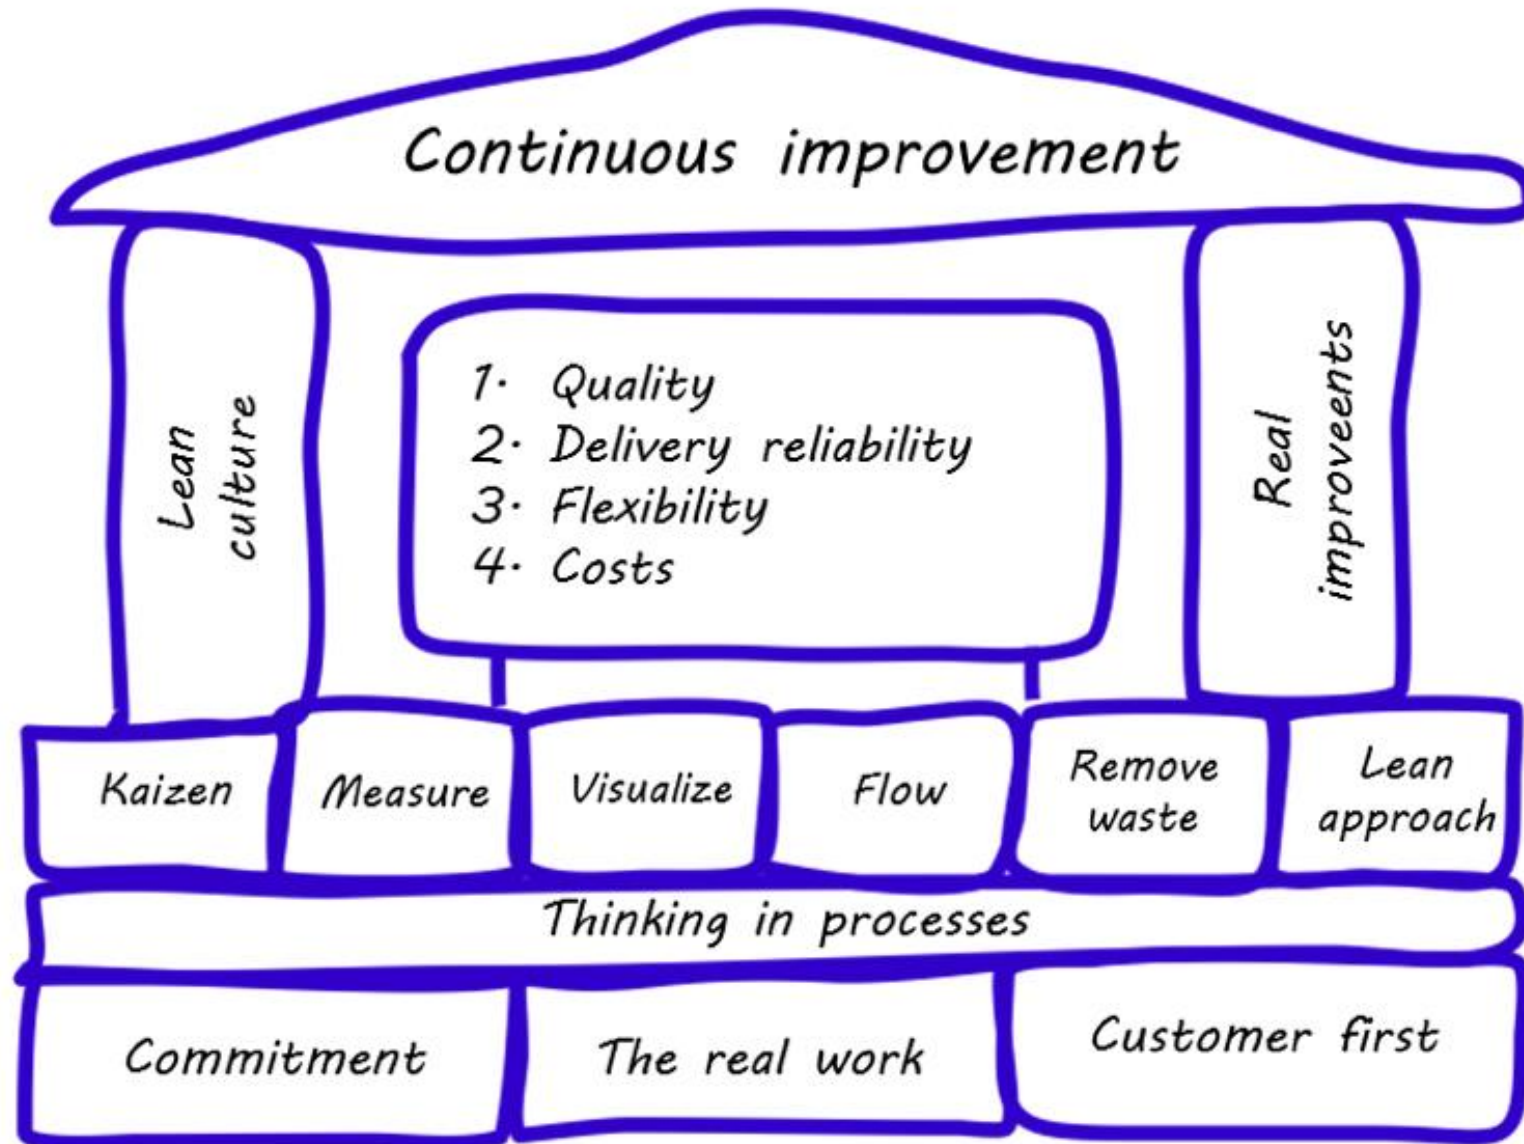 Continuous improvement
Lean
culture
1. Quality
2. Delivery reliability
3. Flexibility
4. Costs
Real
improveents
Kaizen
Measure
Visualize
Flow
Remove
waste
Lean
approach
Thinking in processes
Commitment
The real work
Customer first